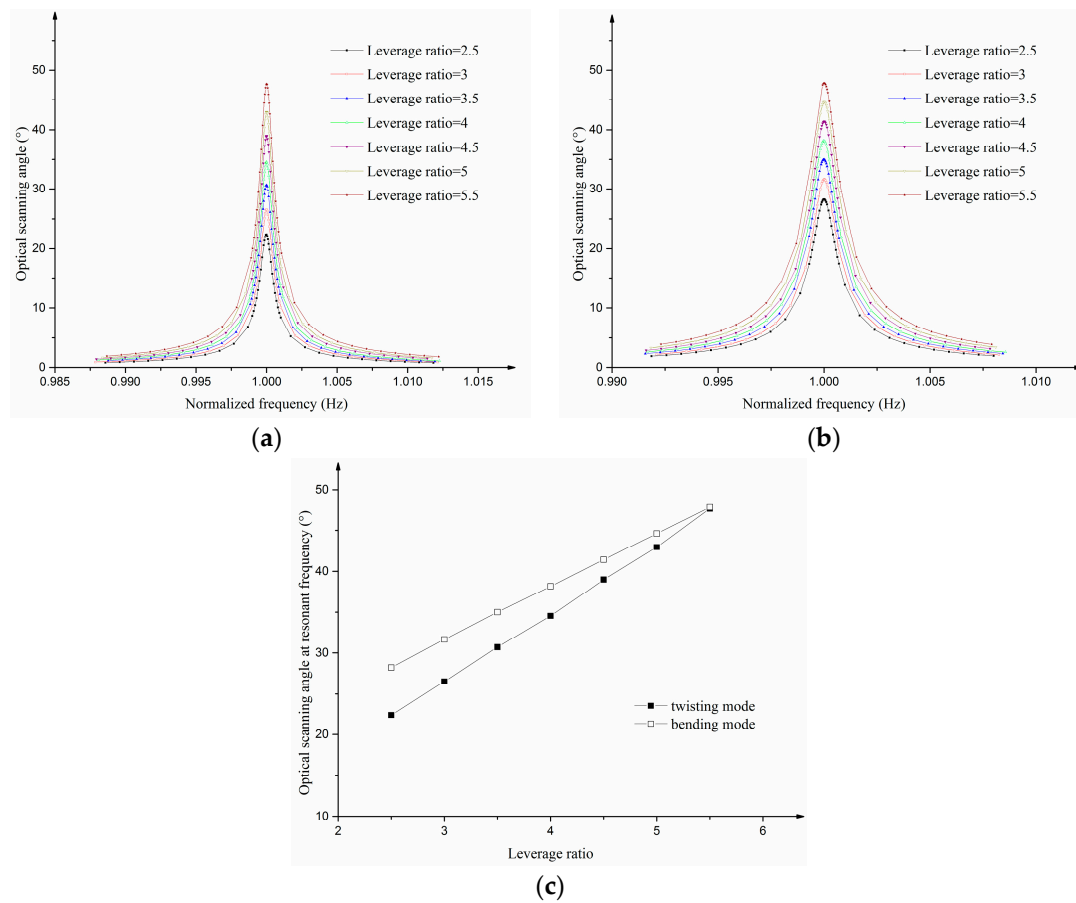 Leverage ratio=2.5
Leverage ratio=3
Leverage ratio=3.5
Leverage ratio=4
Leverage ratio=4.5
Leverage ratio=5
Leverage ratio=5.5
Optical scanning angle (°)
50
40
30
20
10
0
0.985 0.990 0.995 1.000 1.005 1.010 1.015
Normalized frequency (Hz)
(a)
Leverage ratio=2.5
Leverage ratio=3
Leverage ratio=3.5
Leverage ratio=4
Leverage ratio=4.5
Leverage ratio=5
Leverage ratio=5.5
Optical scanning angle (°)
50
40
30
20
10
0
0.990 0.995 1.000 1.005 1.010
Normalized frequency (Hz)
(b)
Optical scanning angle at resonant frequency (°)
50
40
30
20
10
twisting mode
bending mode
2 3 4 5 6
Leverage ratio
(c)